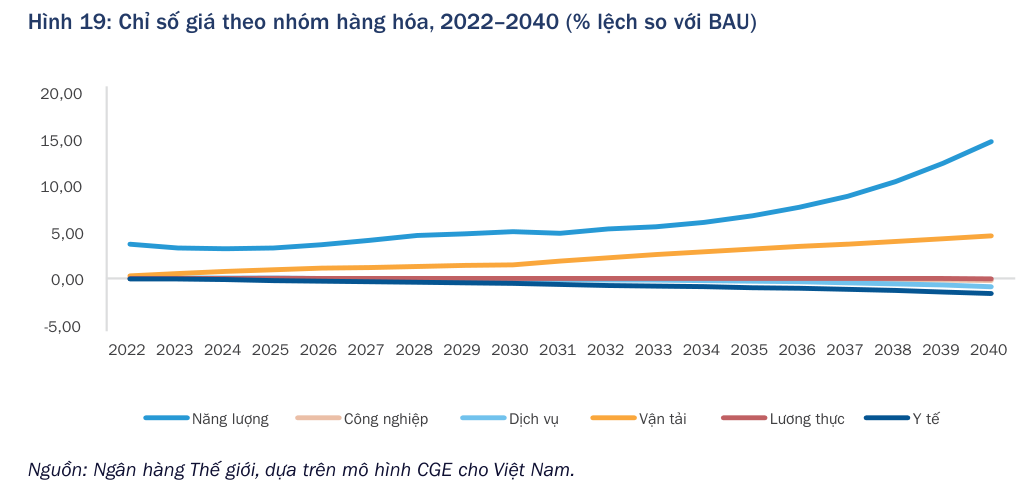 Hình 19: Chỉ số giá theo nhóm hàng hóa, 2022–2040 (% lệch so với BAU)
20,00
15,00
10,00
5,00
0,00
-5,00
2022 2023 2024 2025 2026 2027 2028 2029 2030 2031 2032 2033 2034 2035 2036 2037 2038 2039 2040
Năng lượng Công nghiệp Dịch vụ Vận tải Lương thực Y tế
Nguồn: Ngân hàng Thế giới, dựa trên mô hình CGE cho Việt Nam.